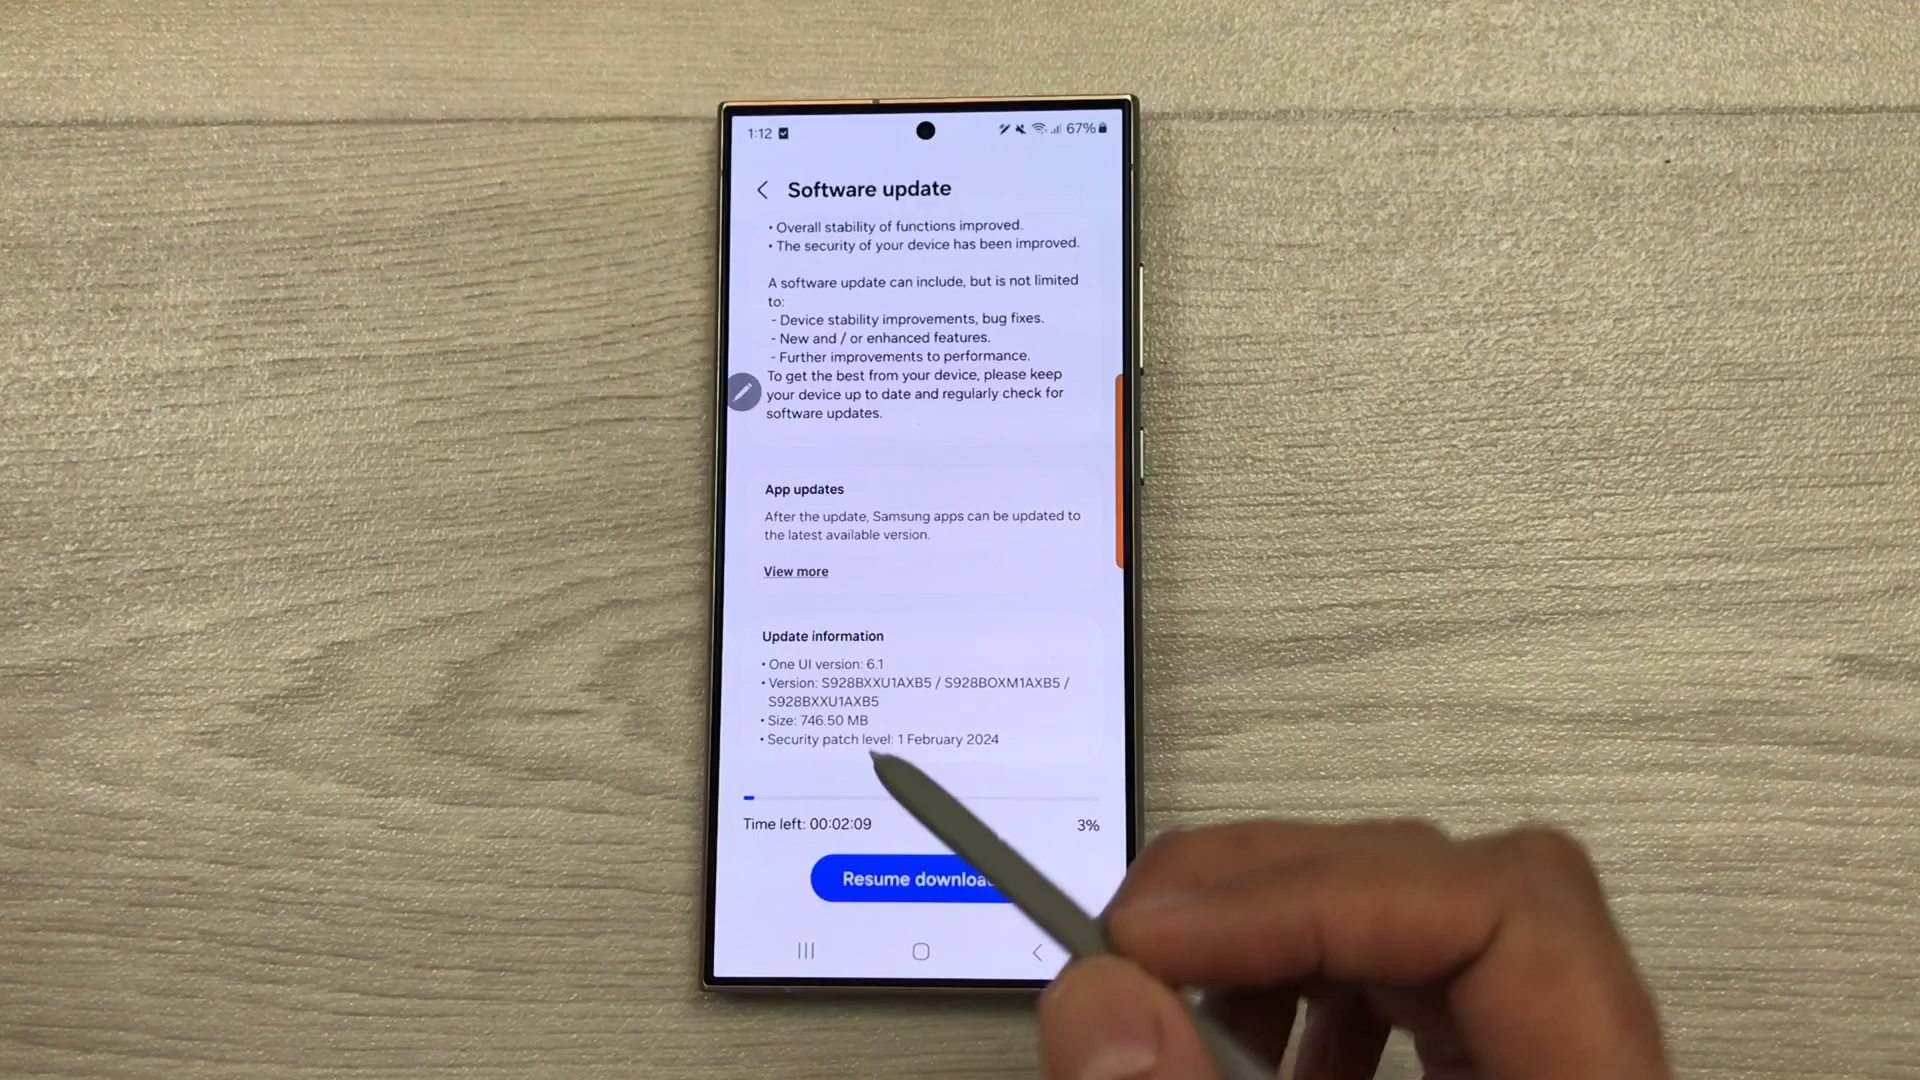 1:12
67%
Software update
• Overall stability of functions improved.
• The security of your device has been improved.
A software update can include, but is not limited
to:
- Device stability improvements, bug fixes.
- New and / or enhanced features.
- Further improvements to performance.
To get the best from your device, please keep
your device up to date and regularly check for
software updates.
App updates
After the update, Samsung apps can be updated to
the latest available version.
View more
Update information
• One UI version: 6.1
• Version: S928BXXU1AXB5 / S928BOXM1AXB5 /
S928BXXU1AXB5
• Size: 746.50 MB
• Security patch level: 1 February 2024
Time left: 00:02:09
3%
Resume download